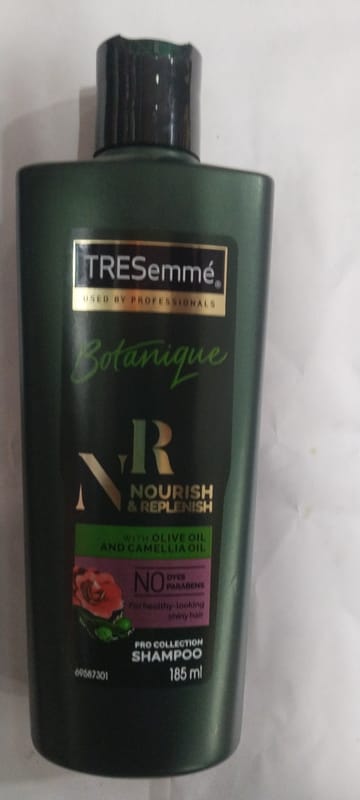 TRESemmé®
USED BY PROFESSIONALS
Botanique
NR
NOURISH
& REPLENISH
WITH OLIVE OIL
AND CAMELLIA OIL
NO DYES
PARABENS
For healthy-looking
shiny hair
PRO COLLECTION
SHAMPOO
69587301
185 ml